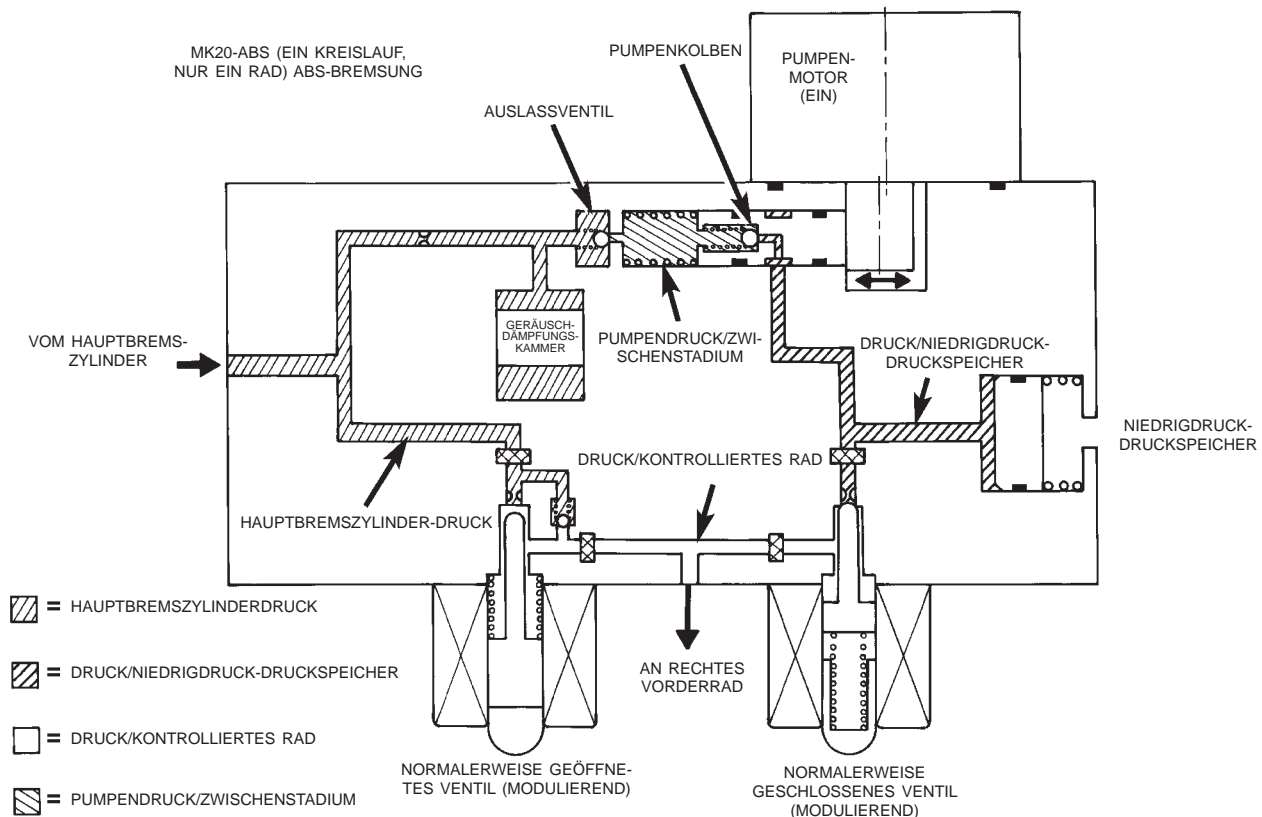 MK20-ABS (EIN KREISLAUF,
NUR EIN RAD) ABS-BREMSUNG
PUMPENKOLBEN
PUMPEN-
MOTOR
(EIN)
AUSLASSVENTIL
VOM HAUPTBREMS-
ZYLINDER
GERÄUSCH-
DÄMPFUNGS-
KAMMER
PUMPENDRUCK/ZWI-
SCHENSTADIUM
DRUCK/NIEDRIGDRUCK-
DRUCKSPEICHER
NIEDRIGDRUCK-
DRUCKSPEICHER
HAUPTBREMSZYLINDER-DRUCK
DRUCK/KONTROLLIERTES RAD
= HAUPTBREMSZYLINDERDRUCK
= DRUCK/NIEDRIGDRUCK-DRUCKSPEICHER
= DRUCK/KONTROLLIERTES RAD
= PUMPENDRUCK/ZWISCHENSTADIUM
AN RECHTES
VORDERRAD
NORMALERWEISE GEÖFFNE-
TES VENTIL (MODULIEREND)
NORMALERWEISE
GESCHLOSSENES VENTIL
(MODULIEREND)